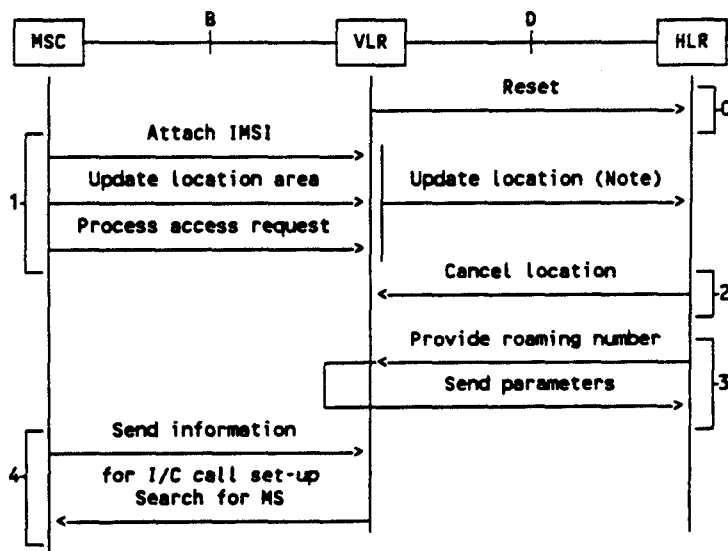 B D
MSC VLR HLR
Reset
0
Attach IMSI
Update location area
Update location (Note)
1
Process access request
Cancel location
2
Provide roaming number
Send parameters
3
Send information
4
for I/C call set-up
Search for MS